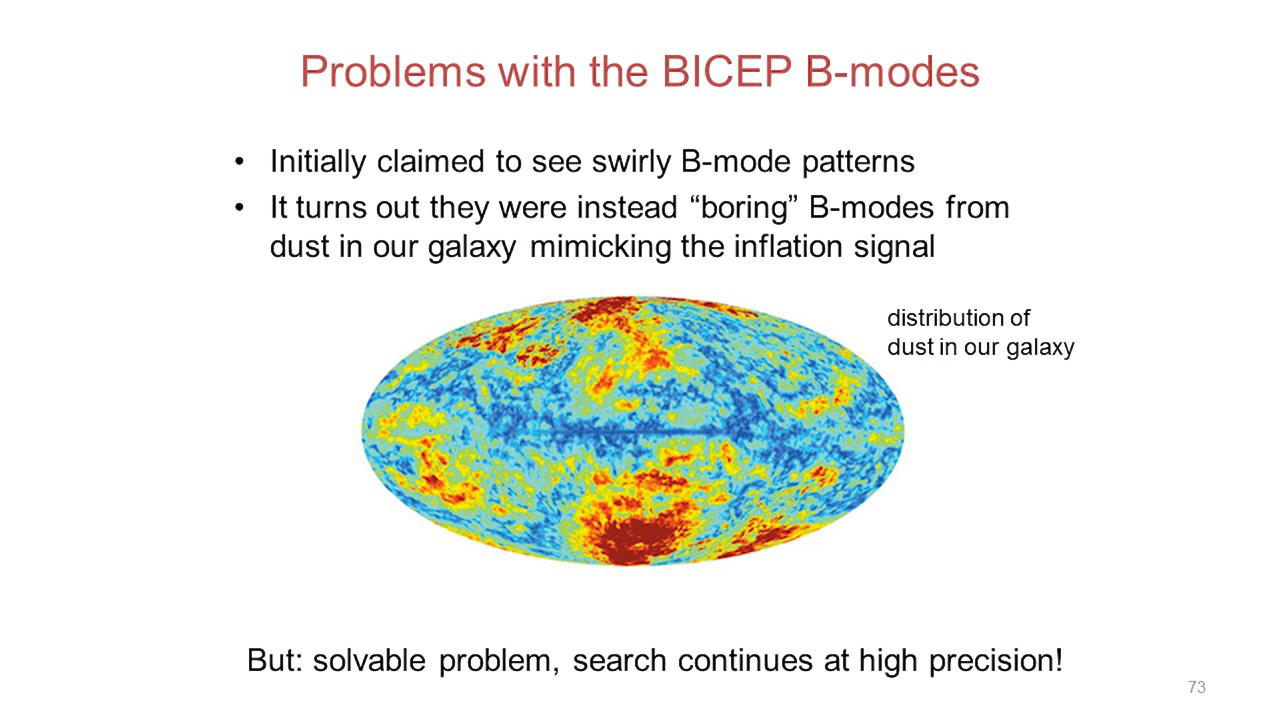 Problems with the BICEP B-modes
• Initially claimed to see swirly B-mode patterns
• It turns out they were instead “boring” B-modes from
dust in our galaxy mimicking the inflation signal
distribution of
dust in our galaxy
But: solvable problem, search continues at high precision!
73